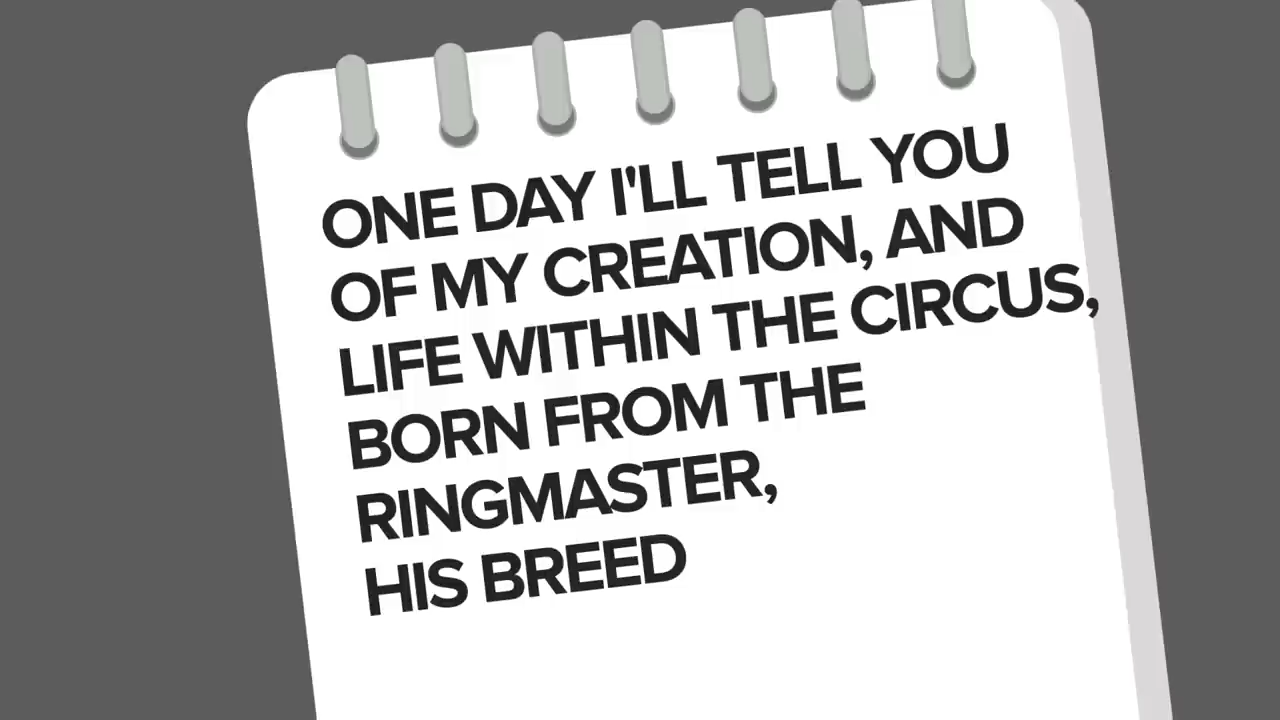 ONE DAY I'LL TELL YOU
OF MY CREATION, AND
LIFE WITHIN THE CIRCUS,
BORN FROM THE
RINGMASTER,
HIS BREED